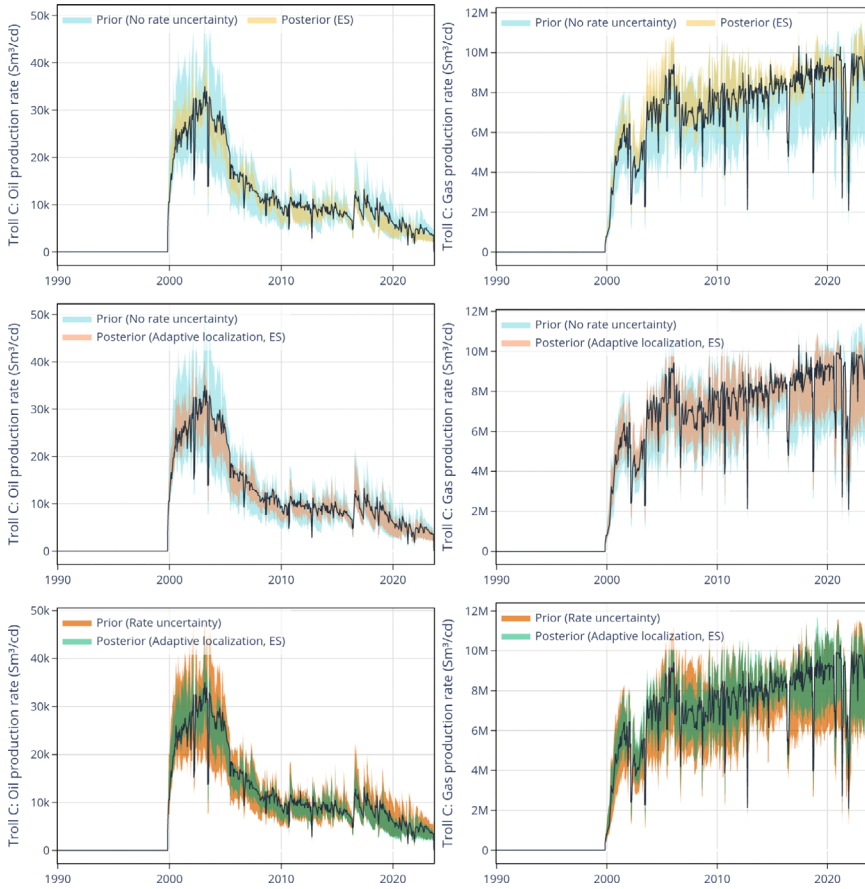 Troll C: Oil production rate (Sm³/cd)
50k
40k
30k
20k
10k
0
Prior (No rate uncertainty)
Posterior (ES)
1990
2000
2010
2020
Troll C: Gas production rate (Sm³/cd)
12M
10M
8M
6M
4M
2M
0
Prior (No rate uncertainty)
Posterior (ES)
1990
2000
2010
2020
Troll C: Oil production rate (Sm³/cd)
50k
40k
30k
20k
10k
0
Prior (No rate uncertainty)
Posterior (Adaptive localization, ES)
1990
2000
2010
2020
Troll C: Gas production rate (Sm³/cd)
12M
10M
8M
6M
4M
2M
0
Prior (No rate uncertainty)
Posterior (Adaptive localization, ES)
1990
2000
2010
2020
Troll C: Oil production rate (Sm³/cd)
50k
40k
30k
20k
10k
0
Prior (Rate uncertainty)
Posterior (Adaptive localization, ES)
1990
2000
2010
2020
Troll C: Gas production rate (Sm³/cd)
12M
10M
8M
6M
4M
2M
0
Prior (Rate uncertainty)
Posterior (Adaptive localization, ES)
1990
2000
2010
2020